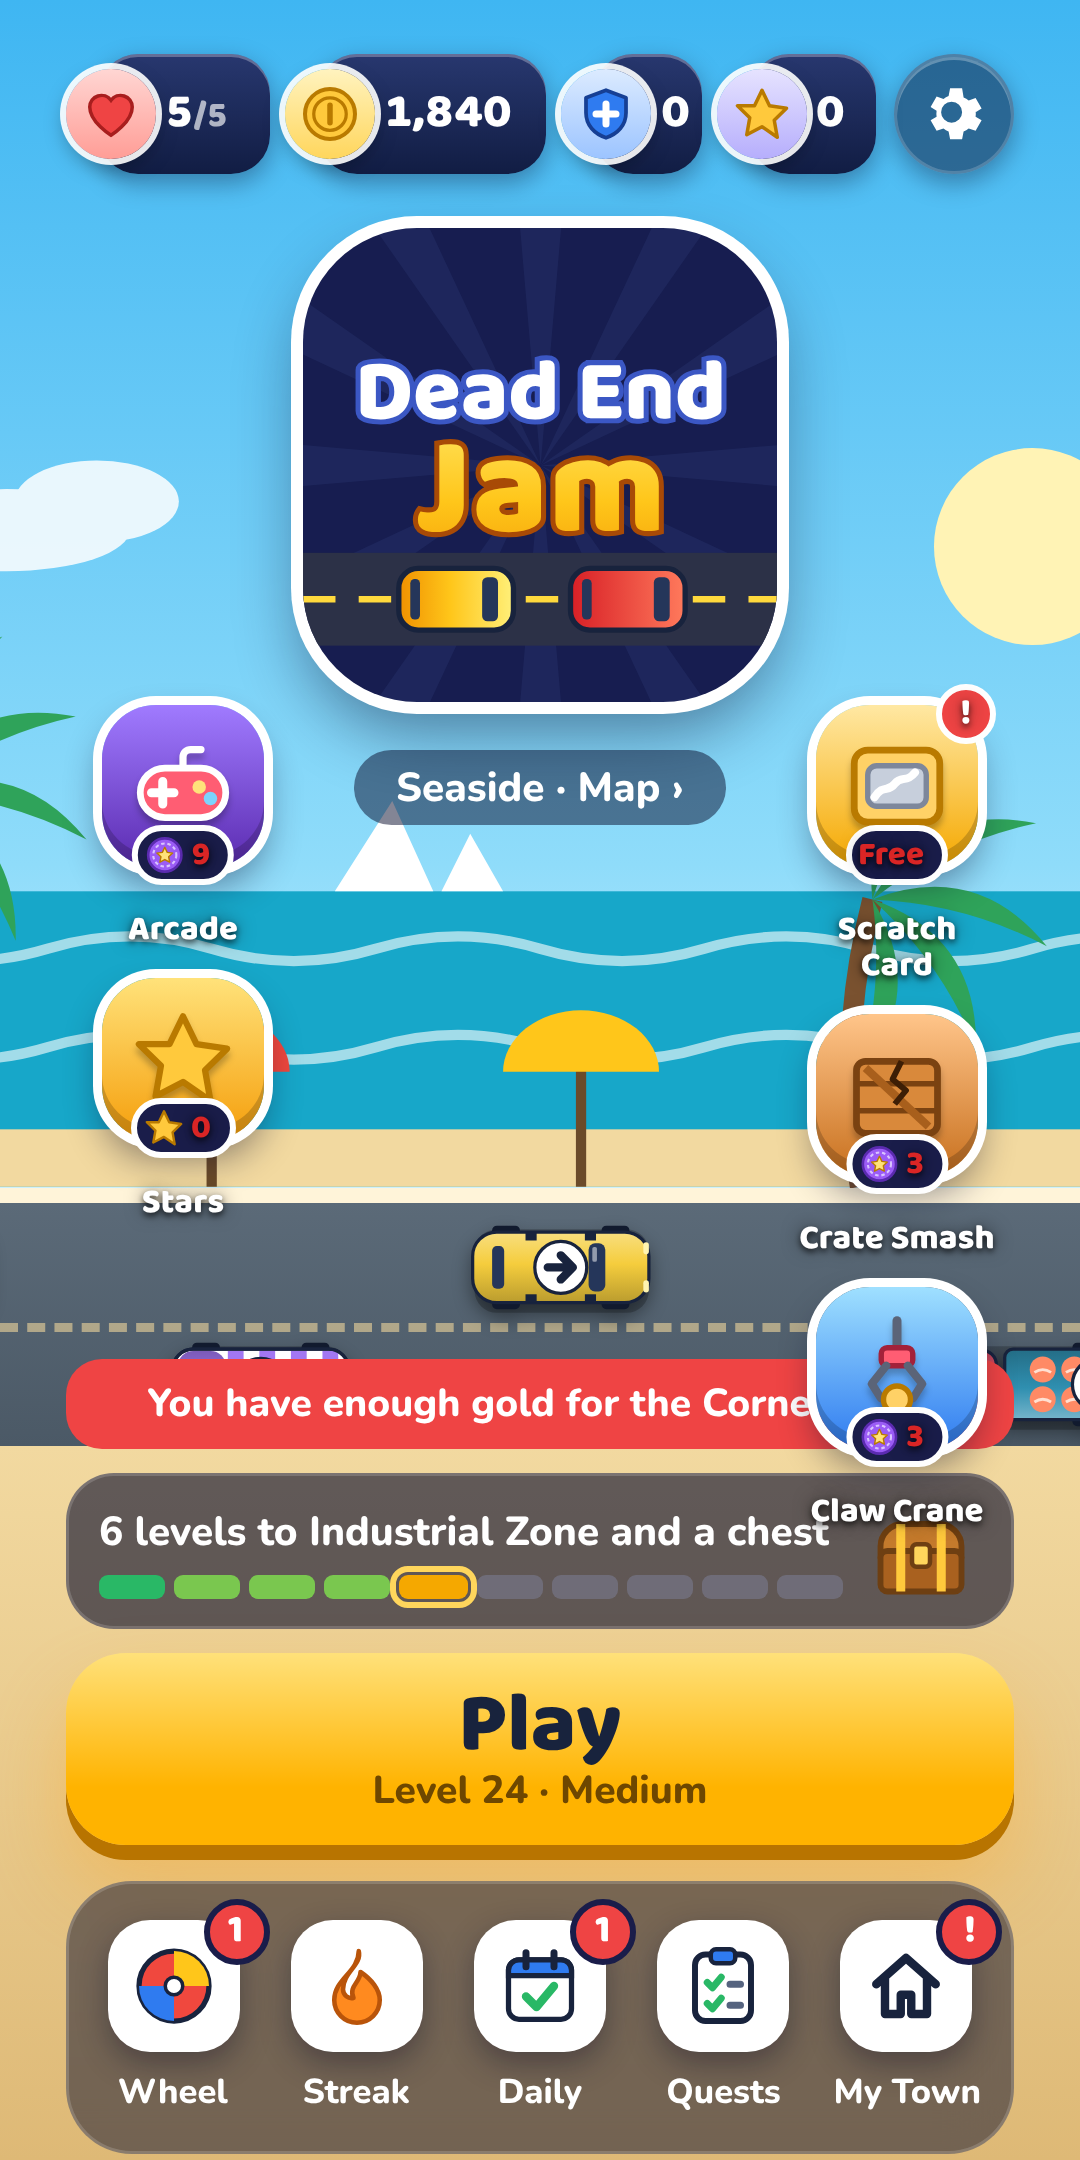 5/5
1,840
0
0
Dead End
Jam
Seaside · Map ›
9
Arcade
!
Free
Scratch
Card
0
Stars
3
Crate Smash
You have enough gold for the
3
Claw Crane
6 levels to Industrial Zone and a chest
Play
Level 24 · Medium
1
Wheel
Streak
1
Daily
Quests
!
My Town